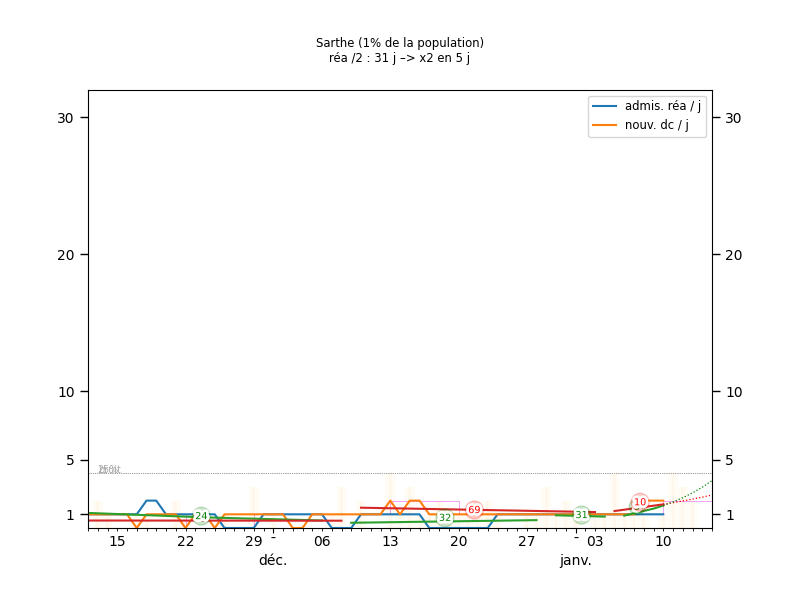 Sarthe (1% de la population)
réa /2 : 31 j –> x2 en 5 j
admis. réa / j
nouv. dc / j
30 30
20 20
10 10
5 5
1 1
24 32 69 31 10
15 22 29 - 06 13 20 27 - 03 10
déc. janv.